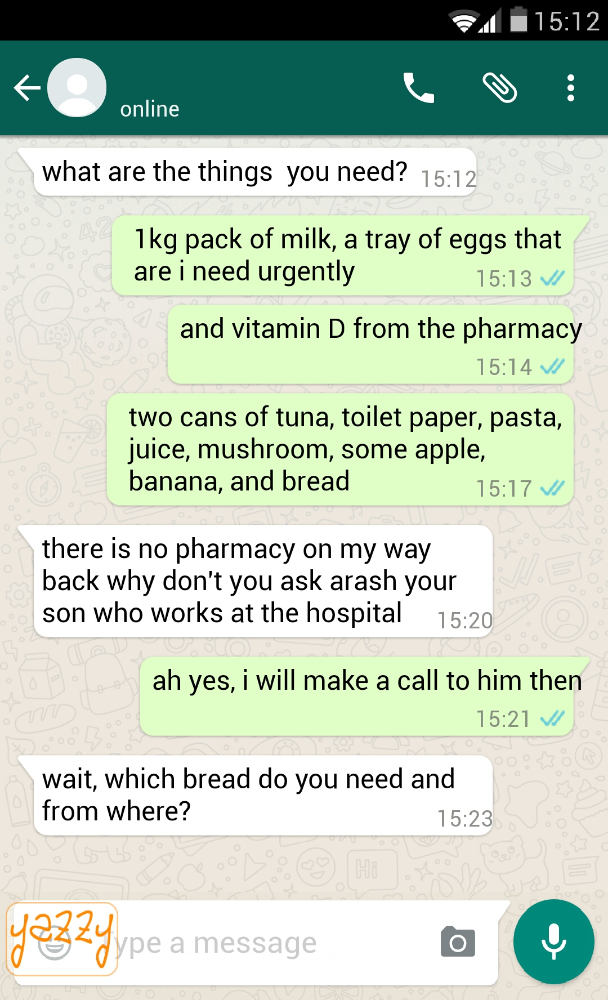 15:12
online
what are the things  you need? 15:12
1kg pack of milk, a tray of eggs that
are i need urgently 15:13
and vitamin D from the pharmacy
15:14
two cans of tuna, toilet paper, pasta,
juice, mushroom, some apple,
banana, and bread 15:17
there is no pharmacy on my way
back why don't you ask arash your
son who works at the hospital 15:20
ah yes, i will make a call to him then
15:21
wait, which bread do you need and
from where? 15:23
Hi
yazzy
ype a message